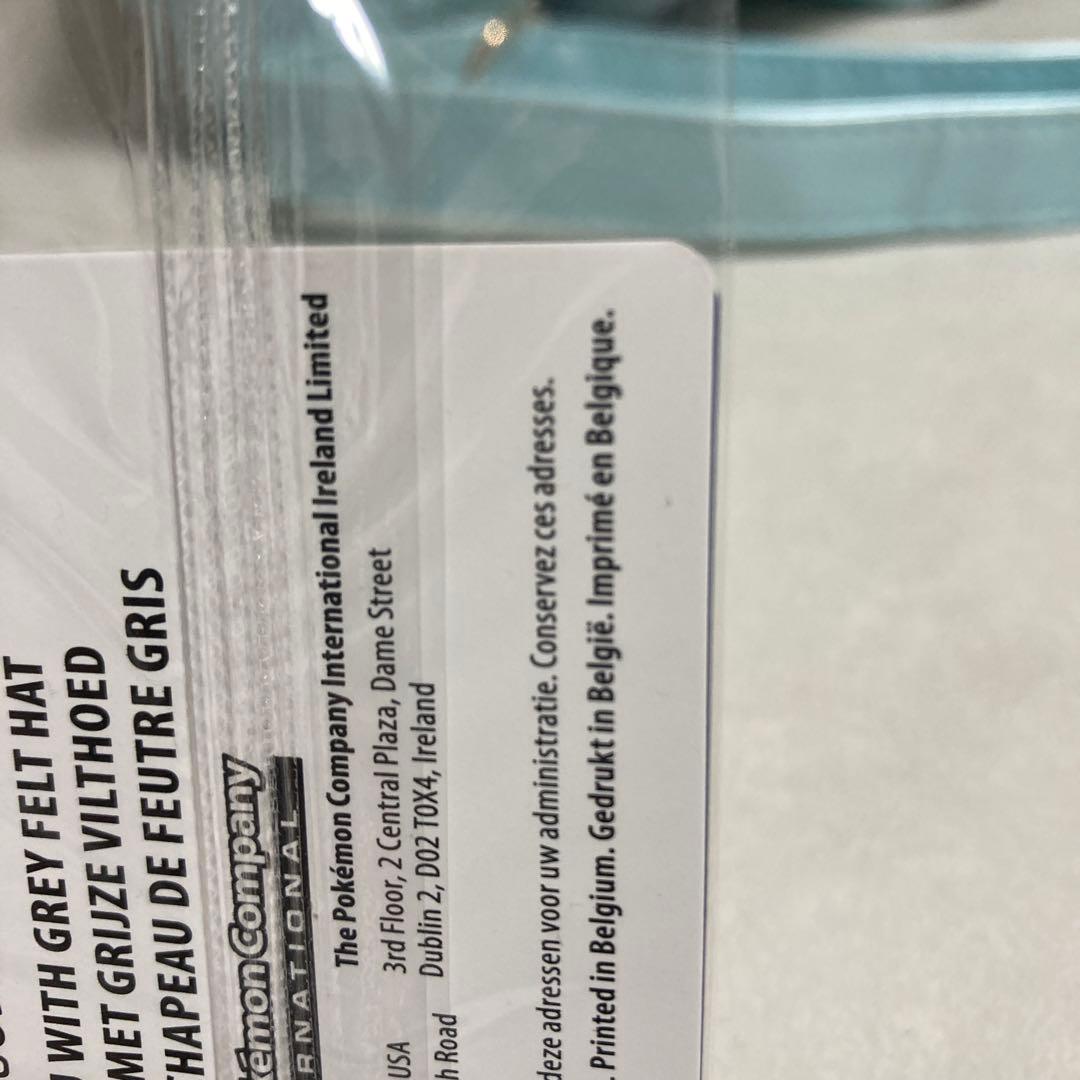 WITH GREY FELT HAT
MET GRIJZE VILTHOED
CHAPEAU DE FEUTRE GRIS
kémon Company
RNATIONAL
The Pokémon Company International Ireland Limited
USA 3rd Floor, 2 Central Plaza, Dame Street
h Road Dublin 2, D02 T0X4, Ireland
deze adressen voor uw administratie. Conservez ces adresses.
. Printed in Belgium. Gedrukt in België. Imprimé en Belgique.